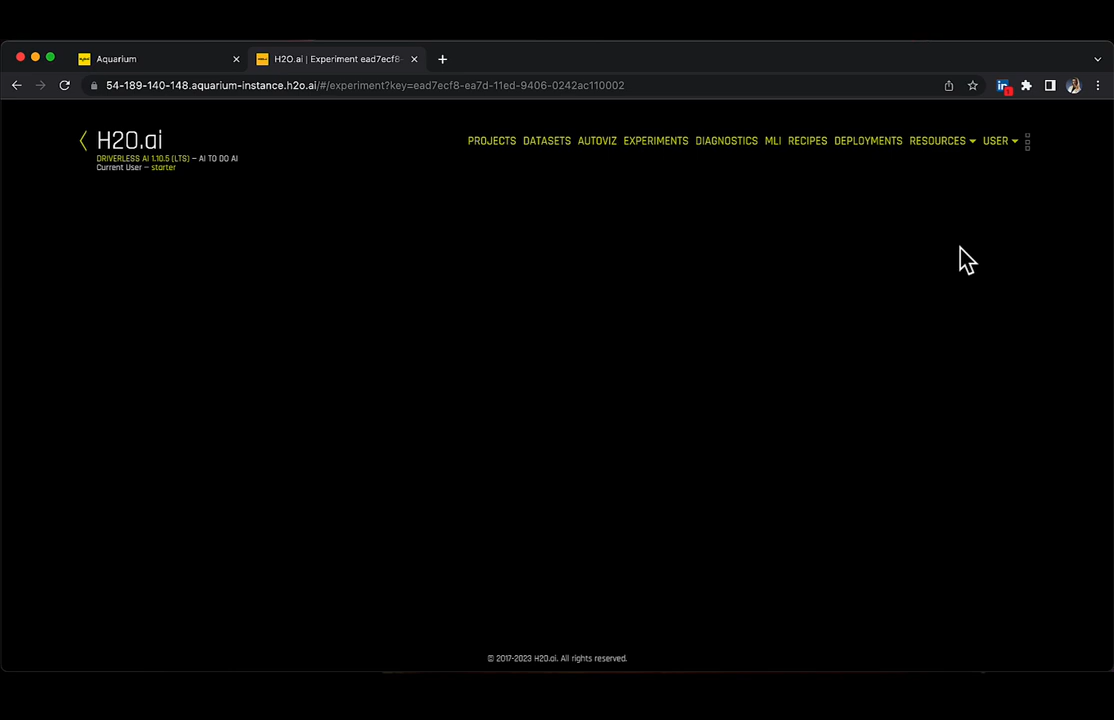 Aquarium
H2O.ai | Experiment ead7ecf8-
54-189-140-148.aquarium-instance.h2o.ai/#/experiment?key=ead7ecf8-ea7d-11ed-9406-0242ac110002
H2O.ai
DRIVERLESS AI 1.10.5 (LTS) – AI TO DO AI
Current User – starter
PROJECTS DATASETS AUTOVIZ EXPERIMENTS DIAGNOSTICS MLI RECIPES DEPLOYMENTS RESOURCES USER
© 2017-2023 H2O.ai. All rights reserved.